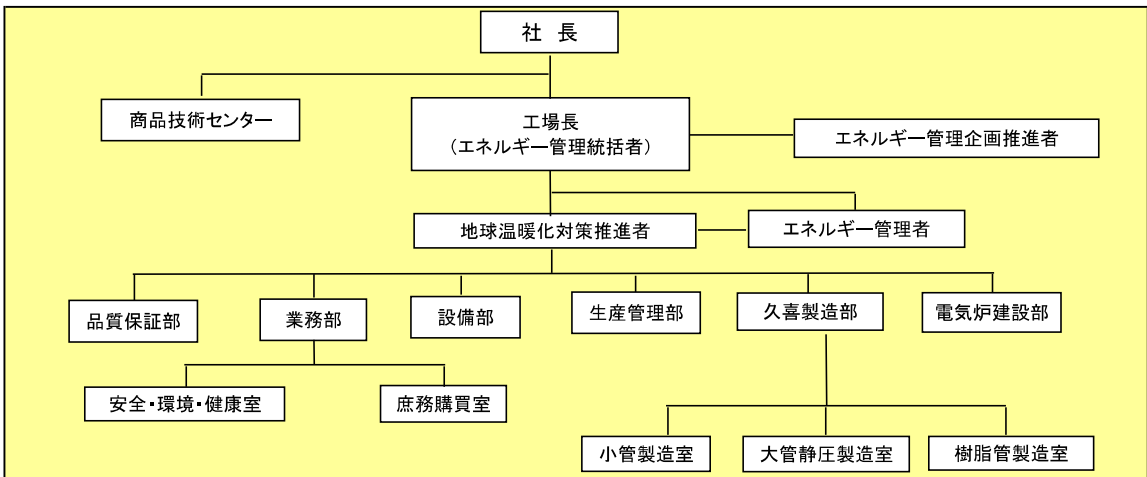 社 長
商品技術センター
工場長
(エネルギー管理統括者)
エネルギー管理企画推進者
地球温暖化対策推進者
エネルギー管理者
品質保証部
業務部
設備部
生産管理部
久喜製造部
電気炉建設部
安全・環境・健康室
庶務購買室
小管製造室
大管静圧製造室
樹脂管製造室